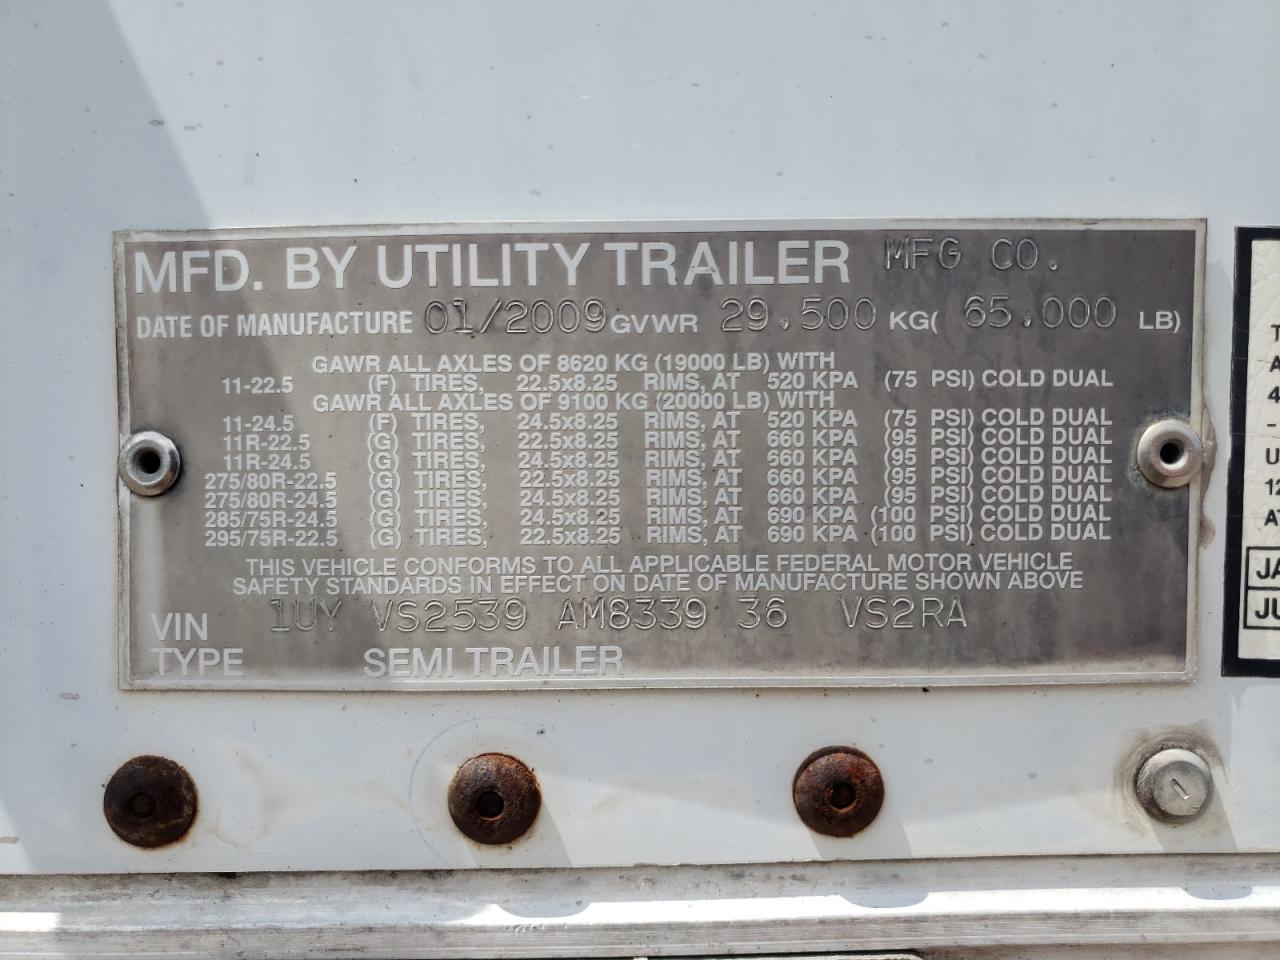 MFD. BY UTILITY TRAILER MFG CO.
DATE OF MANUFACTURE 01/2009 GVWR 29,500 KG( 65,000 LB)
GAWR ALL AXLES OF 8620 KG (19000 LB) WITH
11-22.5 (F) TIRES, 22.5x8.25 RIMS, AT 520 KPA (75 PSI) COLD DUAL
GAWR ALL AXLES OF 9100 KG (20000 LB) WITH
11-24.5 (F) TIRES, 24.5x8.25 RIMS, AT 520 KPA (75 PSI) COLD DUAL
11R-22.5 (G) TIRES, 22.5x8.25 RIMS, AT 660 KPA (95 PSI) COLD DUAL
11R-24.5 (G) TIRES, 24.5x8.25 RIMS, AT 660 KPA (95 PSI) COLD DUAL
275/80R-22.5 (G) TIRES, 22.5x8.25 RIMS, AT 660 KPA (95 PSI) COLD DUAL
275/80R-24.5 (G) TIRES, 24.5x8.25 RIMS, AT 660 KPA (95 PSI) COLD DUAL
285/75R-24.5 (G) TIRES, 24.5x8.25 RIMS, AT 690 KPA (100 PSI) COLD DUAL
295/75R-22.5 (G) TIRES, 22.5x8.25 RIMS, AT 690 KPA (100 PSI) COLD DUAL
THIS VEHICLE CONFORMS TO ALL APPLICABLE FEDERAL MOTOR VEHICLE
SAFETY STANDARDS IN EFFECT ON DATE OF MANUFACTURE SHOWN ABOVE
VIN 1UY VS2539 AM8339 36 VS2RA
TYPE SEMI TRAILER
JA
JU